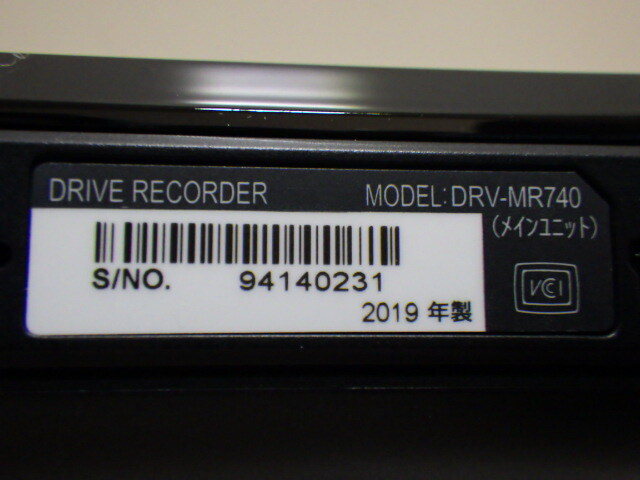 DRIVE RECORDER MODEL:DRV-MR740
(メインユニット)
S/NO. 94140231
2019 年製
VCI